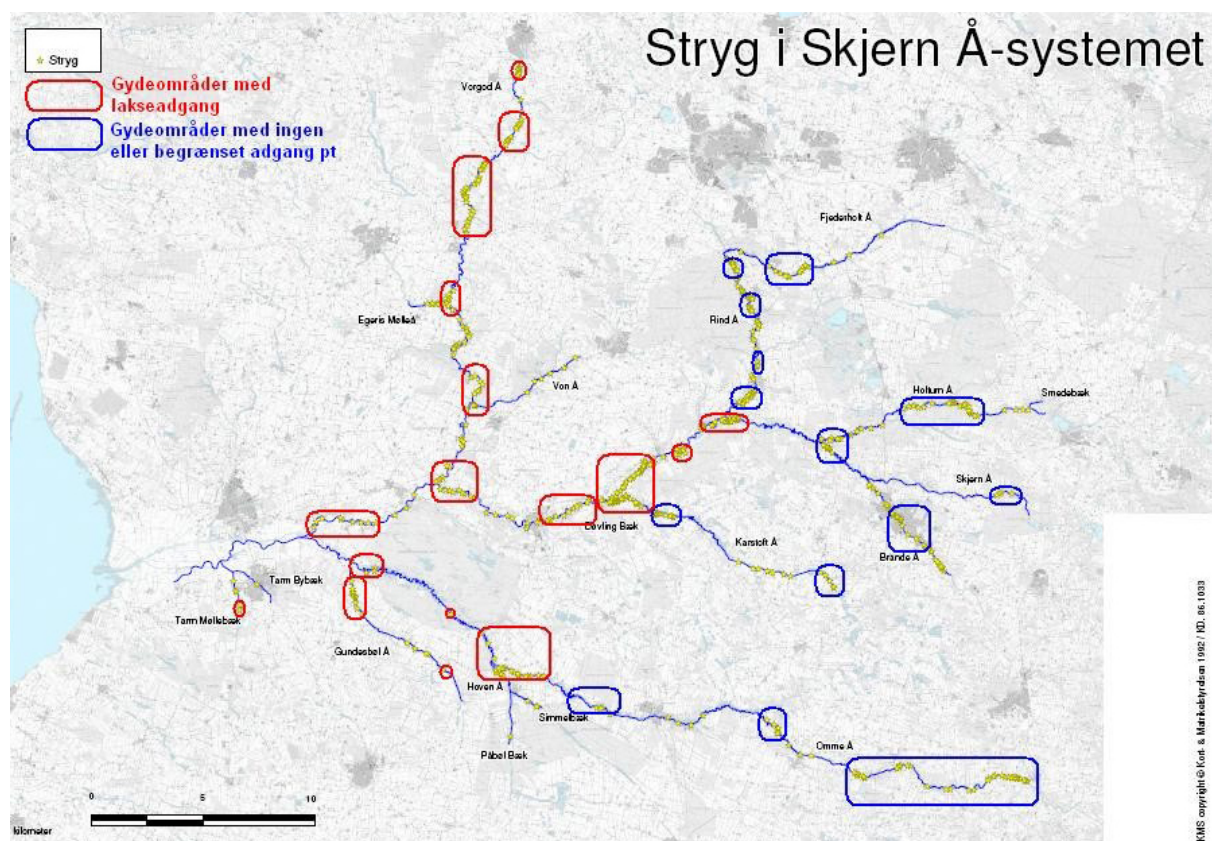 Stryg i Skjern Å-systemet
Stryg
Gydeområder med
lakseadgang
Gydeområder med ingen
eller begrænset adgang pt
Vorgod Å
Fjederholt Å
Egeris Mølleå
Rind Å
Von Å
Holtum Å
Smedebæk
Skjern Å
Døvling Bæk
Karstoft Å
Brande Å
Tarm Bybæk
Tarm Møllebæk
Gundesbøl Å
Hoven Å
Simmelbæk
Påbøl Bæk
Omme Å
0 5 10
kilometer
KMS copyright © Kort- & Matrikelstyrelsen 1992 / KD. 86.1033